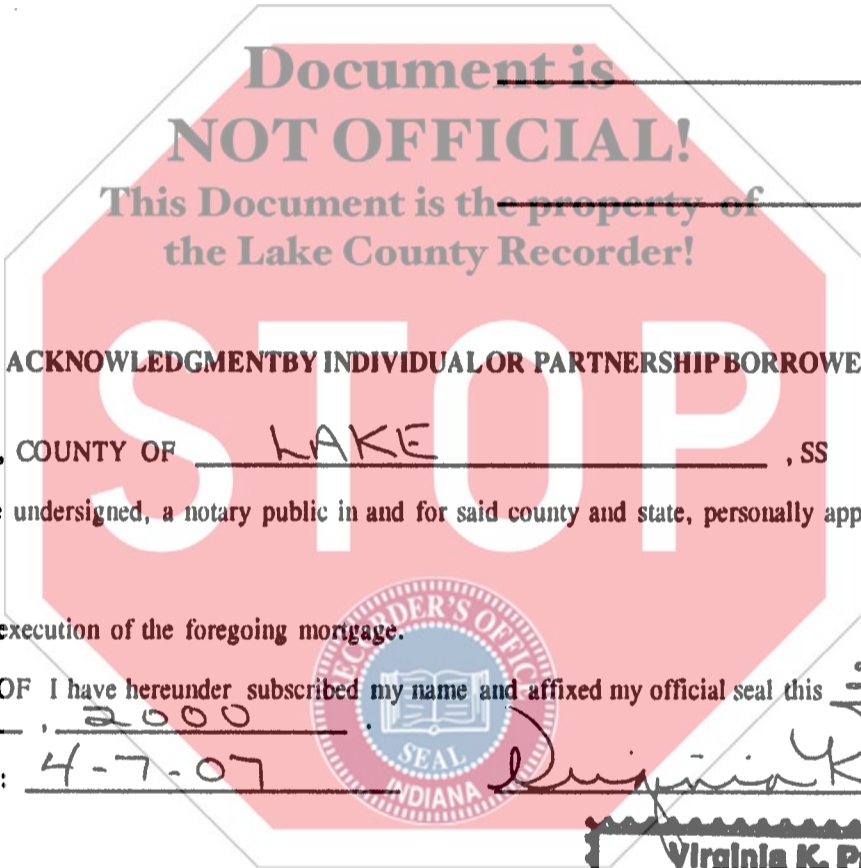 Document is
NOT OFFICIAL!
This Document is the property of
the Lake County Recorder!
STOP
ACKNOWLEDGMENTBY INDIVIDUALOR PARTNERSHIPBORROWE
COUNTY OF LAKE , SS
undersigned, a notary public in and for said county and state, personally app
execution of the foregoing mortgage.
OF I have hereunder subscribed my name and affixed my official seal this
, 2000 .
: 4-7-07 Virginia K
RECORDER'S OFFICE
SEAL
INDIANA
Virginia K. P